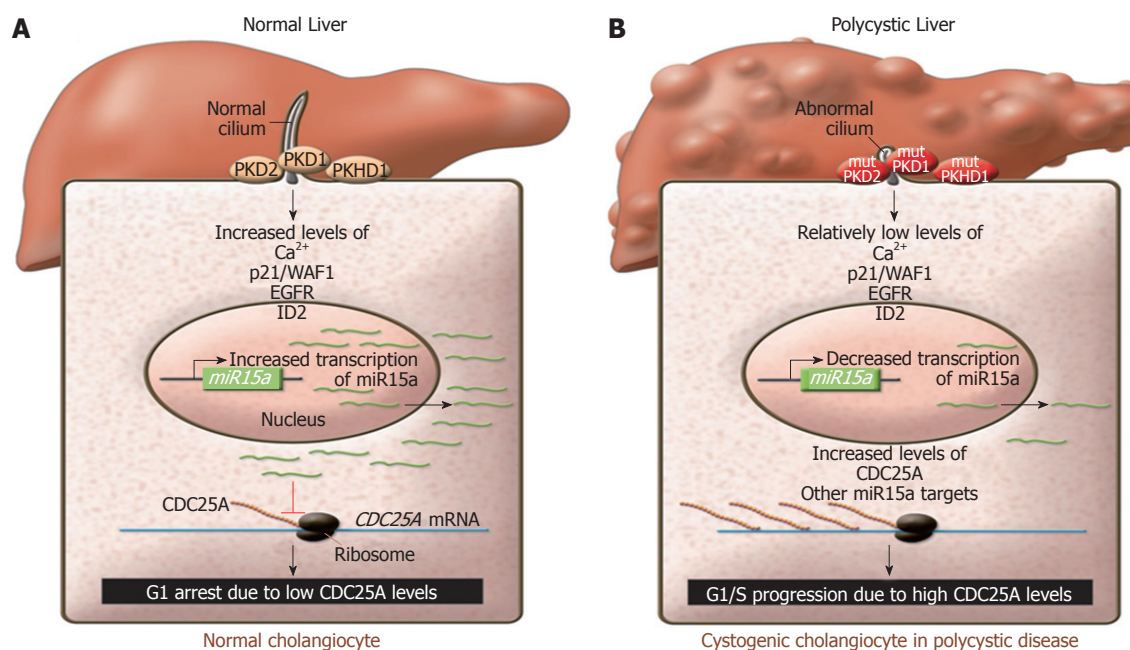 A
Normal Liver
Normal
cilium
PKD2
PKD1
PKHD1
Increased levels of
Ca²⁺
p21/WAF1
EGFR
ID2
Increased transcription
of miR15a
miR15a
Nucleus
CDC25A
CDC25A mRNA
Ribosome
G1 arrest due to low CDC25A levels
Normal cholangiocyte
B
Polycystic Liver
Abnormal
cilium
?
mut
PKD2
mut
PKD1
mut
PKHD1
Relatively low levels of
Ca²⁺
p21/WAF1
EGFR
ID2
Decreased transcription
of miR15a
miR15a
Increased levels of
CDC25A
Other miR15a targets
G1/S progression due to high CDC25A levels
Cystogenic cholangiocyte in polycystic disease